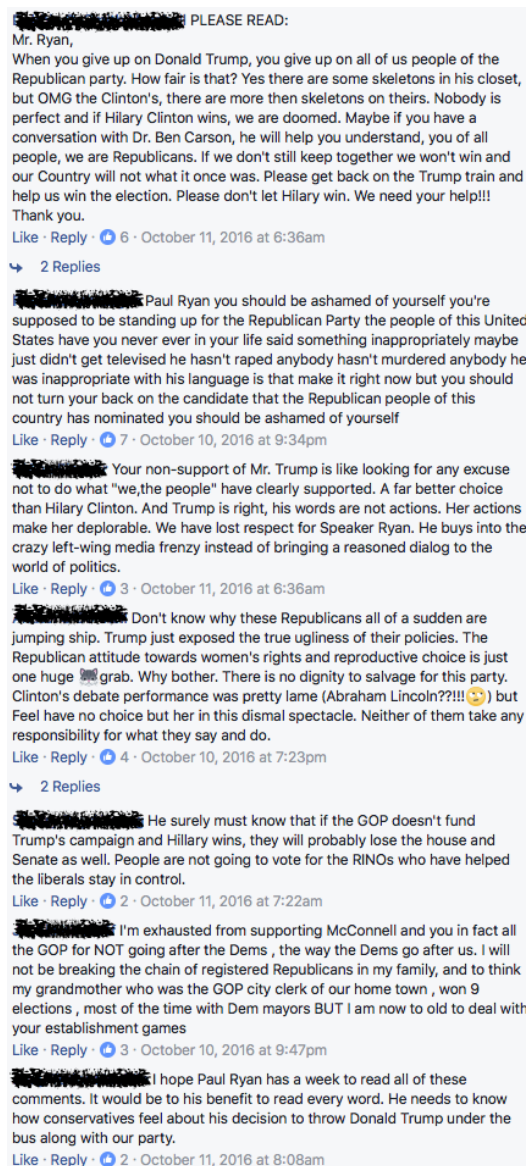 PLEASE READ:
Mr. Ryan,
When you give up on Donald Trump, you give up on all of us people of the
Republican party. How fair is that? Yes there are some skeletons in his closet,
but OMG the Clinton's, there are more then skeletons on theirs. Nobody is
perfect and if Hilary Clinton wins, we are doomed. Maybe if you have a
conversation with Dr. Ben Carson, he will help you understand, you of all
people, we are Republicans. If we don't still keep together we won't win and
our Country will not what it once was. Please get back on the Trump train and
help us win the election. Please don't let Hilary win. We need your help!!!
Thank you.
Like · Reply · 6 · October 11, 2016 at 6:36am
2 Replies
Paul Ryan you should be ashamed of yourself you're
supposed to be standing up for the Republican Party the people of this United
States have you never ever in your life said something inappropriately maybe
just didn't get televised he hasn't raped anybody hasn't murdered anybody he
was inappropriate with his language is that make it right now but you should
not turn your back on the candidate that the Republican people of this
country has nominated you should be ashamed of yourself
Like · Reply · 7 · October 10, 2016 at 9:34pm
Your non-support of Mr. Trump is like looking for any excuse
not to do what "we,the people" have clearly supported. A far better choice
than Hilary Clinton. And Trump is right, his words are not actions. Her actions
make her deplorable. We have lost respect for Speaker Ryan. He buys into the
crazy left-wing media frenzy instead of bringing a reasoned dialog to the
world of politics.
Like · Reply · 3 · October 11, 2016 at 6:36am
Don't know why these Republicans all of a sudden are
jumping ship. Trump just exposed the true ugliness of their policies. The
Republican attitude towards women's rights and reproductive choice is just
one huge 🐱grab. Why bother. There is no dignity to salvage for this party.
Clinton's debate performance was pretty lame (Abraham Lincoln??!!!🙄) but
Feel have no choice but her in this dismal spectacle. Neither of them take any
responsibility for what they say and do.
Like · Reply · 4 · October 10, 2016 at 7:23pm
2 Replies
He surely must know that if the GOP doesn't fund
Trump's campaign and Hillary wins, they will probably lose the house and
Senate as well. People are not going to vote for the RINOs who have helped
the liberals stay in control.
Like · Reply · 2 · October 11, 2016 at 7:22am
I'm exhausted from supporting McConnell and you in fact all
the GOP for NOT going after the Dems , the way the Dems go after us. I will
not be breaking the chain of registered Republicans in my family, and to think
my grandmother who was the GOP city clerk of our home town , won 9
elections , most of the time with Dem mayors BUT I am now to old to deal with
your establishment games
Like · Reply · 3 · October 10, 2016 at 9:47pm
I hope Paul Ryan has a week to read all of these
comments. It would be to his benefit to read every word. He needs to know
how conservatives feel about his decision to throw Donald Trump under the
bus along with our party.
Like · Reply · 2 · October 11, 2016 at 8:08am